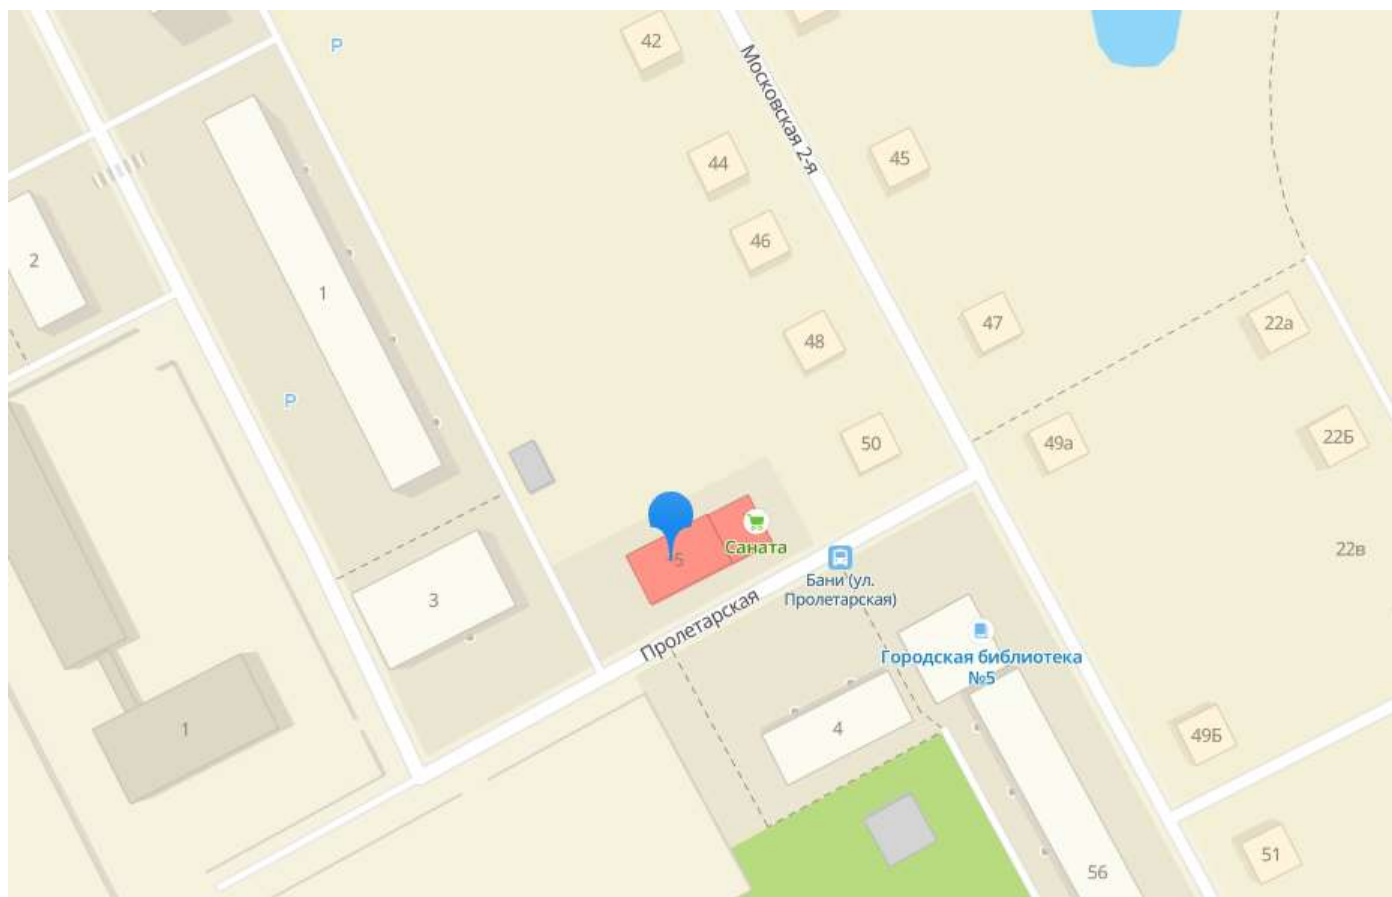 P
42
Московская 2-я
44
45
46
2
1
47
22а
48
P
50
49а
22Б
5
Саната
22в
Бани (ул.
Пролетарская)
3
Пролетарская
Городская библиотека
№5
1
4
49Б
51
56